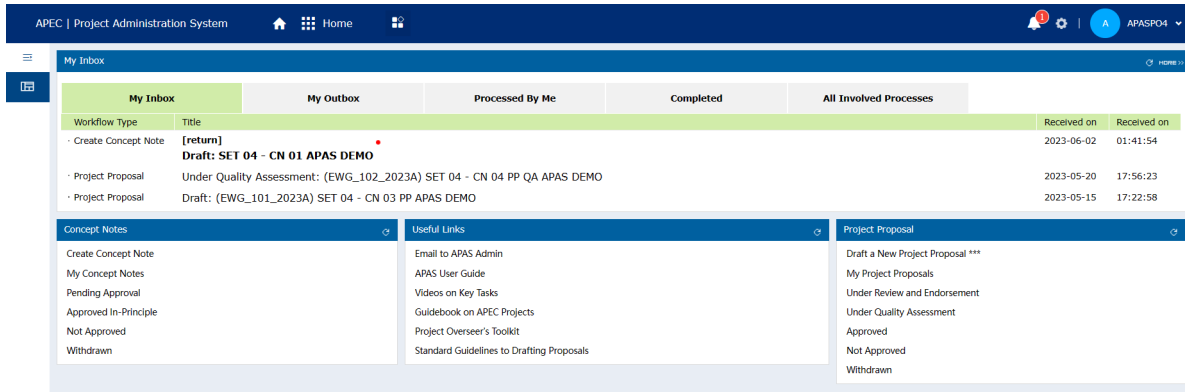 APEC | Project Administration System Home 1 A APASPO4
My Inbox HOME >>
My Inbox My Outbox Processed By Me Completed All Involved Processes
Workflow Type Title Received on Received on
· Create Concept Note [return] 2023-06-02 01:41:54
Draft: SET 04 - CN 01 APAS DEMO
· Project Proposal Under Quality Assessment: (EWG_102_2023A) SET 04 - CN 04 PP QA APAS DEMO 2023-05-20 17:56:23
· Project Proposal Draft: (EWG_101_2023A) SET 04 - CN 03 PP APAS DEMO 2023-05-15 17:22:58
Concept Notes
Create Concept Note
My Concept Notes
Pending Approval
Approved In-Principle
Not Approved
Withdrawn
Useful Links
Email to APAS Admin
APAS User Guide
Videos on Key Tasks
Guidebook on APEC Projects
Project Overseer's Toolkit
Standard Guidelines to Drafting Proposals
Project Proposal
Draft a New Project Proposal ***
My Project Proposals
Under Review and Endorsement
Under Quality Assessment
Approved
Not Approved
Withdrawn